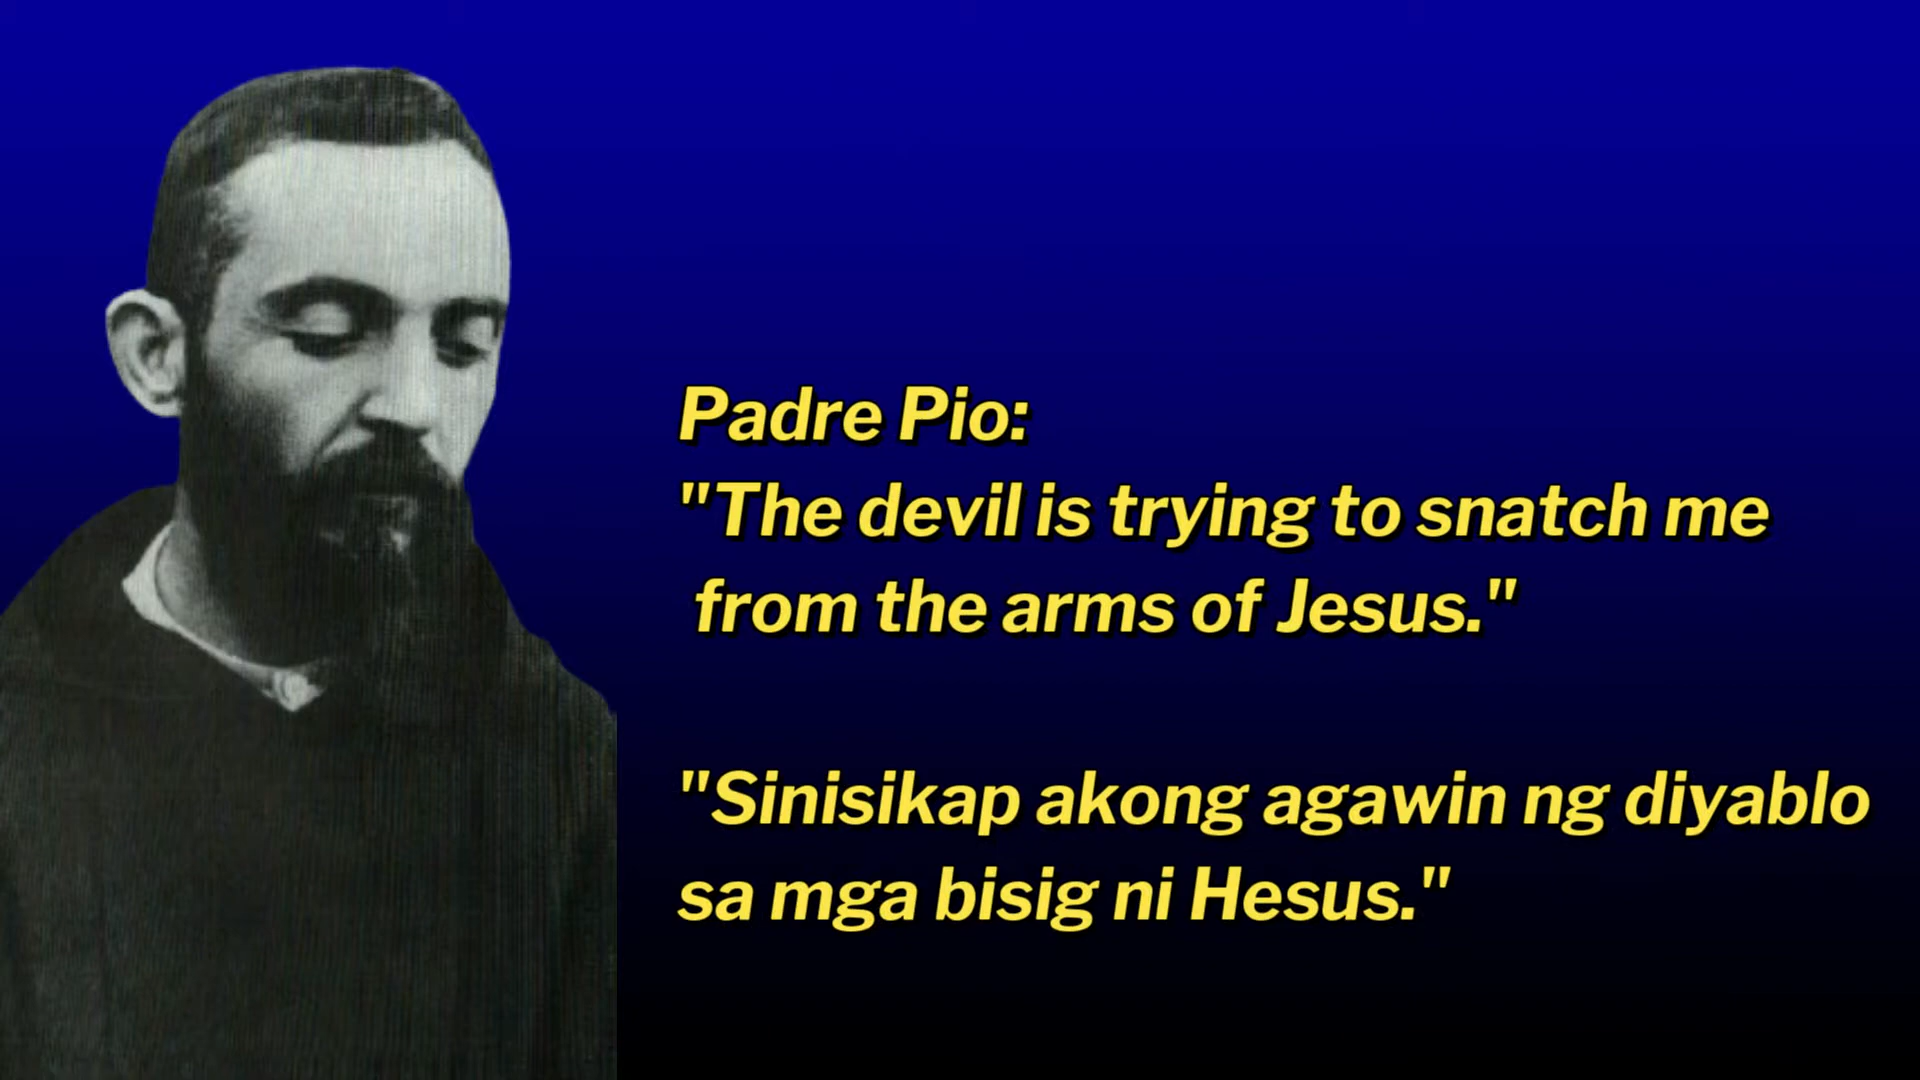 Padre Pio:
"The devil is trying to snatch me
from the arms of Jesus."
"Sinisikap akong agawin ng diyablo
sa mga bisig ni Hesus."